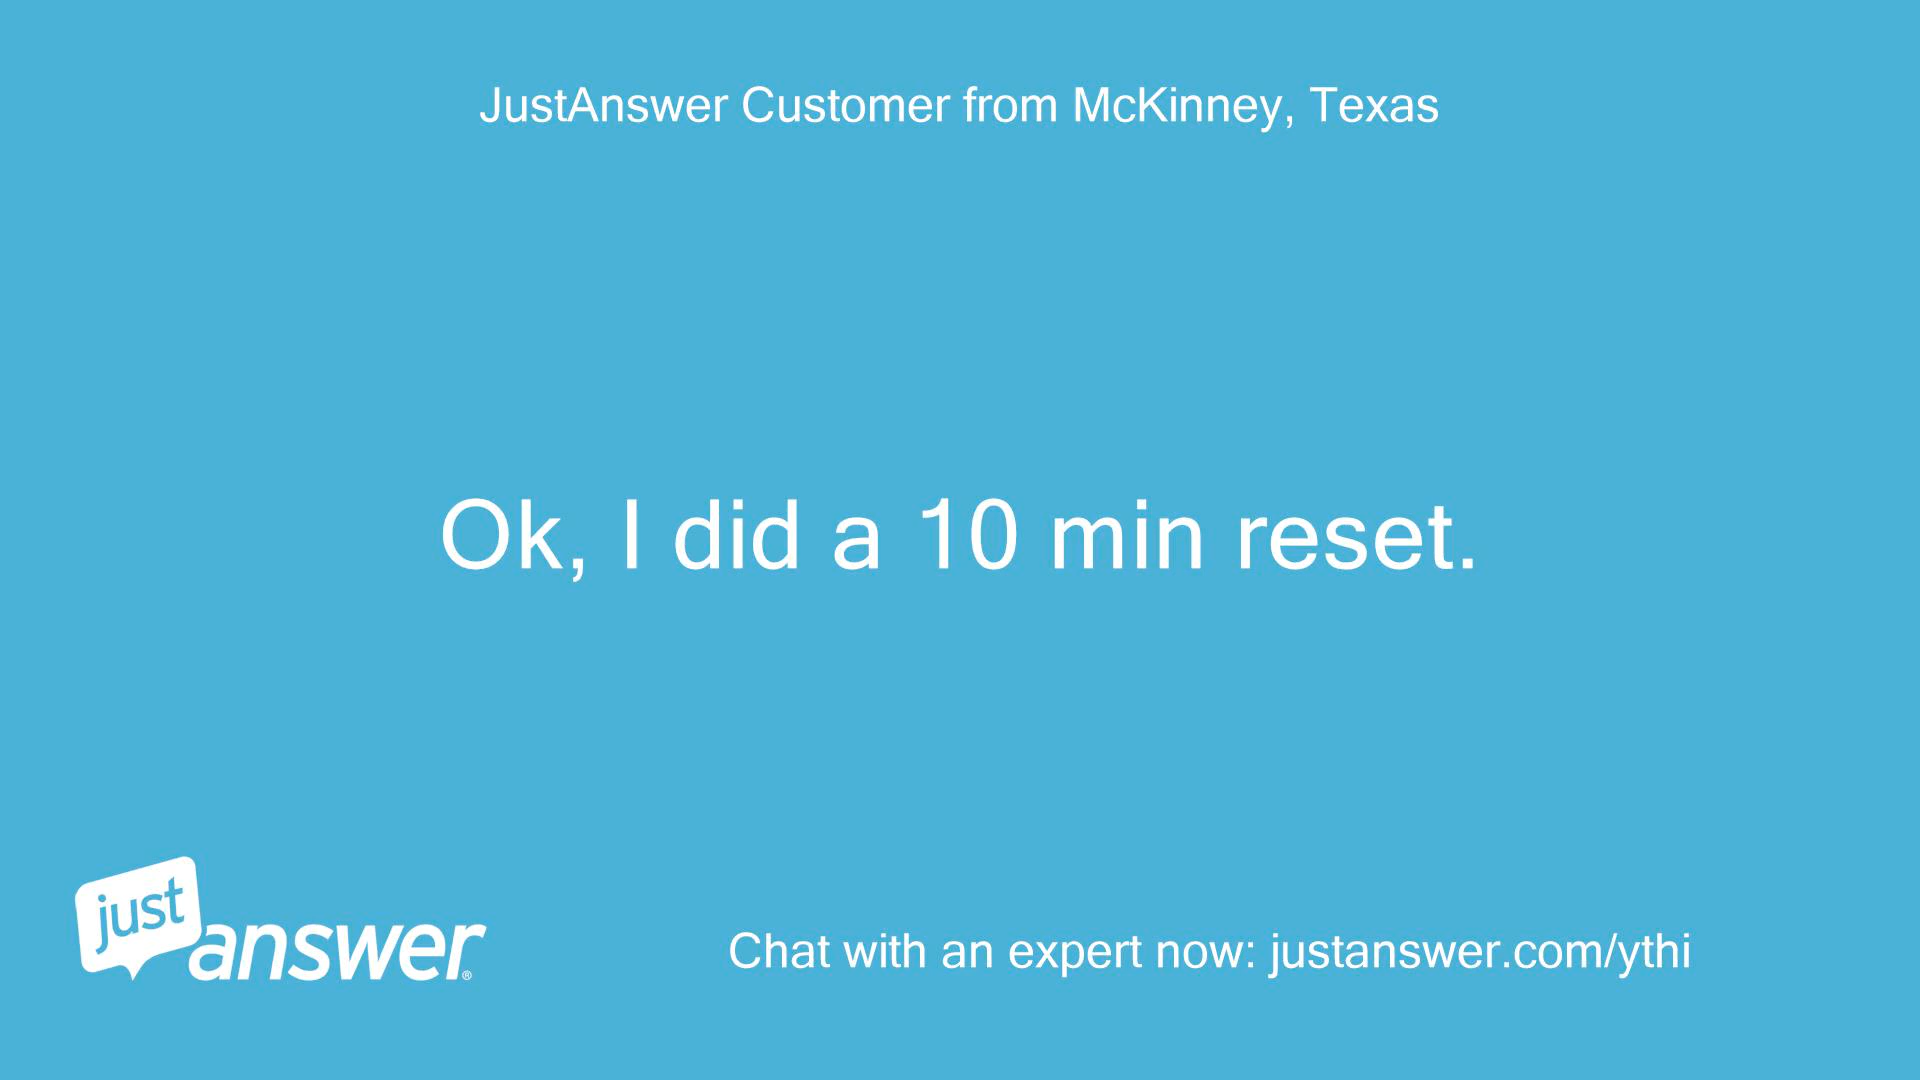 JustAnswer Customer from McKinney, Texas
Ok, I did a 10 min reset.
just
answer®
Chat with an expert now: justanswer.com/ythi